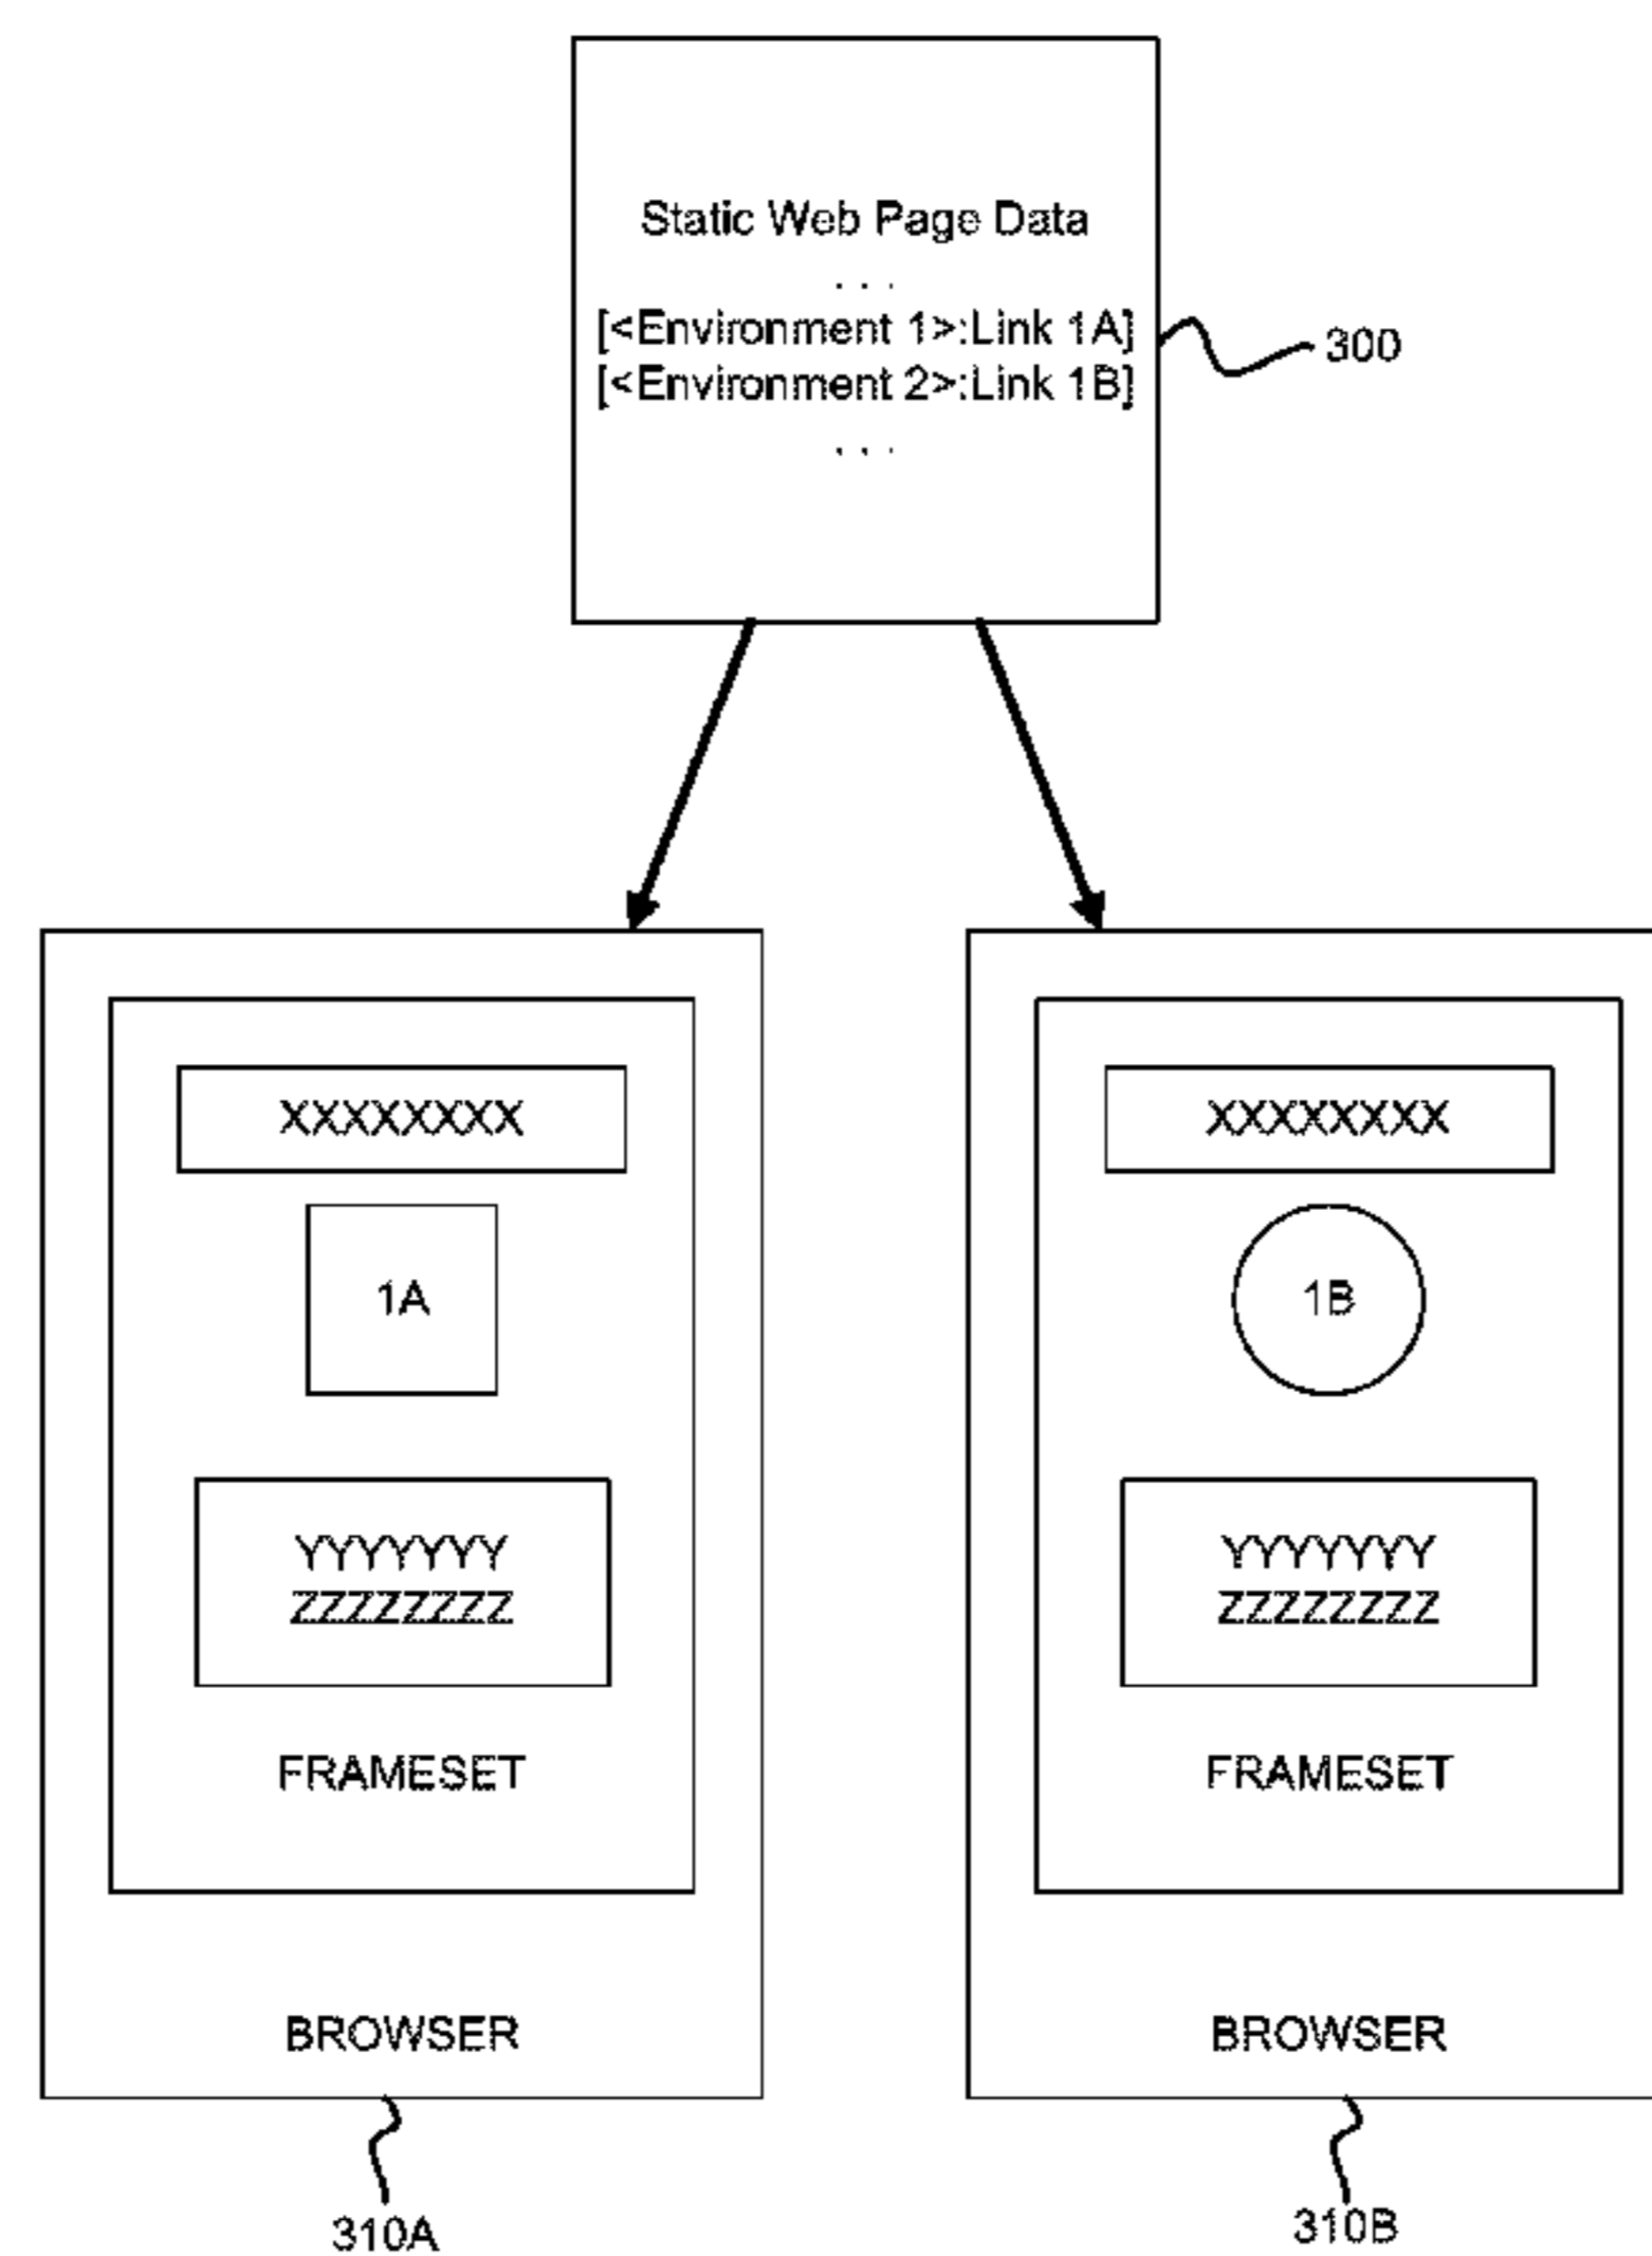 Static Web Page Data
. . .
[<Environment 1>:Link 1A]
[<Environment 2>:Link 1B]
. . .
300
XXXXXXXX
1A
YYYYYYY
ZZZZZZZZ
FRAMESET
BROWSER
310A
XXXXXXXX
1B
YYYYYYY
ZZZZZZZZ
FRAMESET
BROWSER
310B